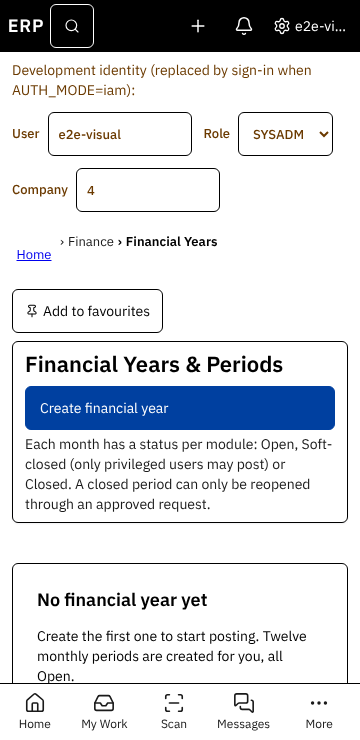 ERP
e2e-vi...
Development identity (replaced by sign-in when
AUTH_MODE=iam):
User e2e-visual Role SYSADM
Company 4
Home › Finance › Financial Years
Add to favourites
Financial Years & Periods
Create financial year
Each month has a status per module: Open, Soft-
closed (only privileged users may post) or
Closed. A closed period can only be reopened
through an approved request.
No financial year yet
Create the first one to start posting. Twelve
monthly periods are created for you, all
Open.
Home My Work Scan Messages More